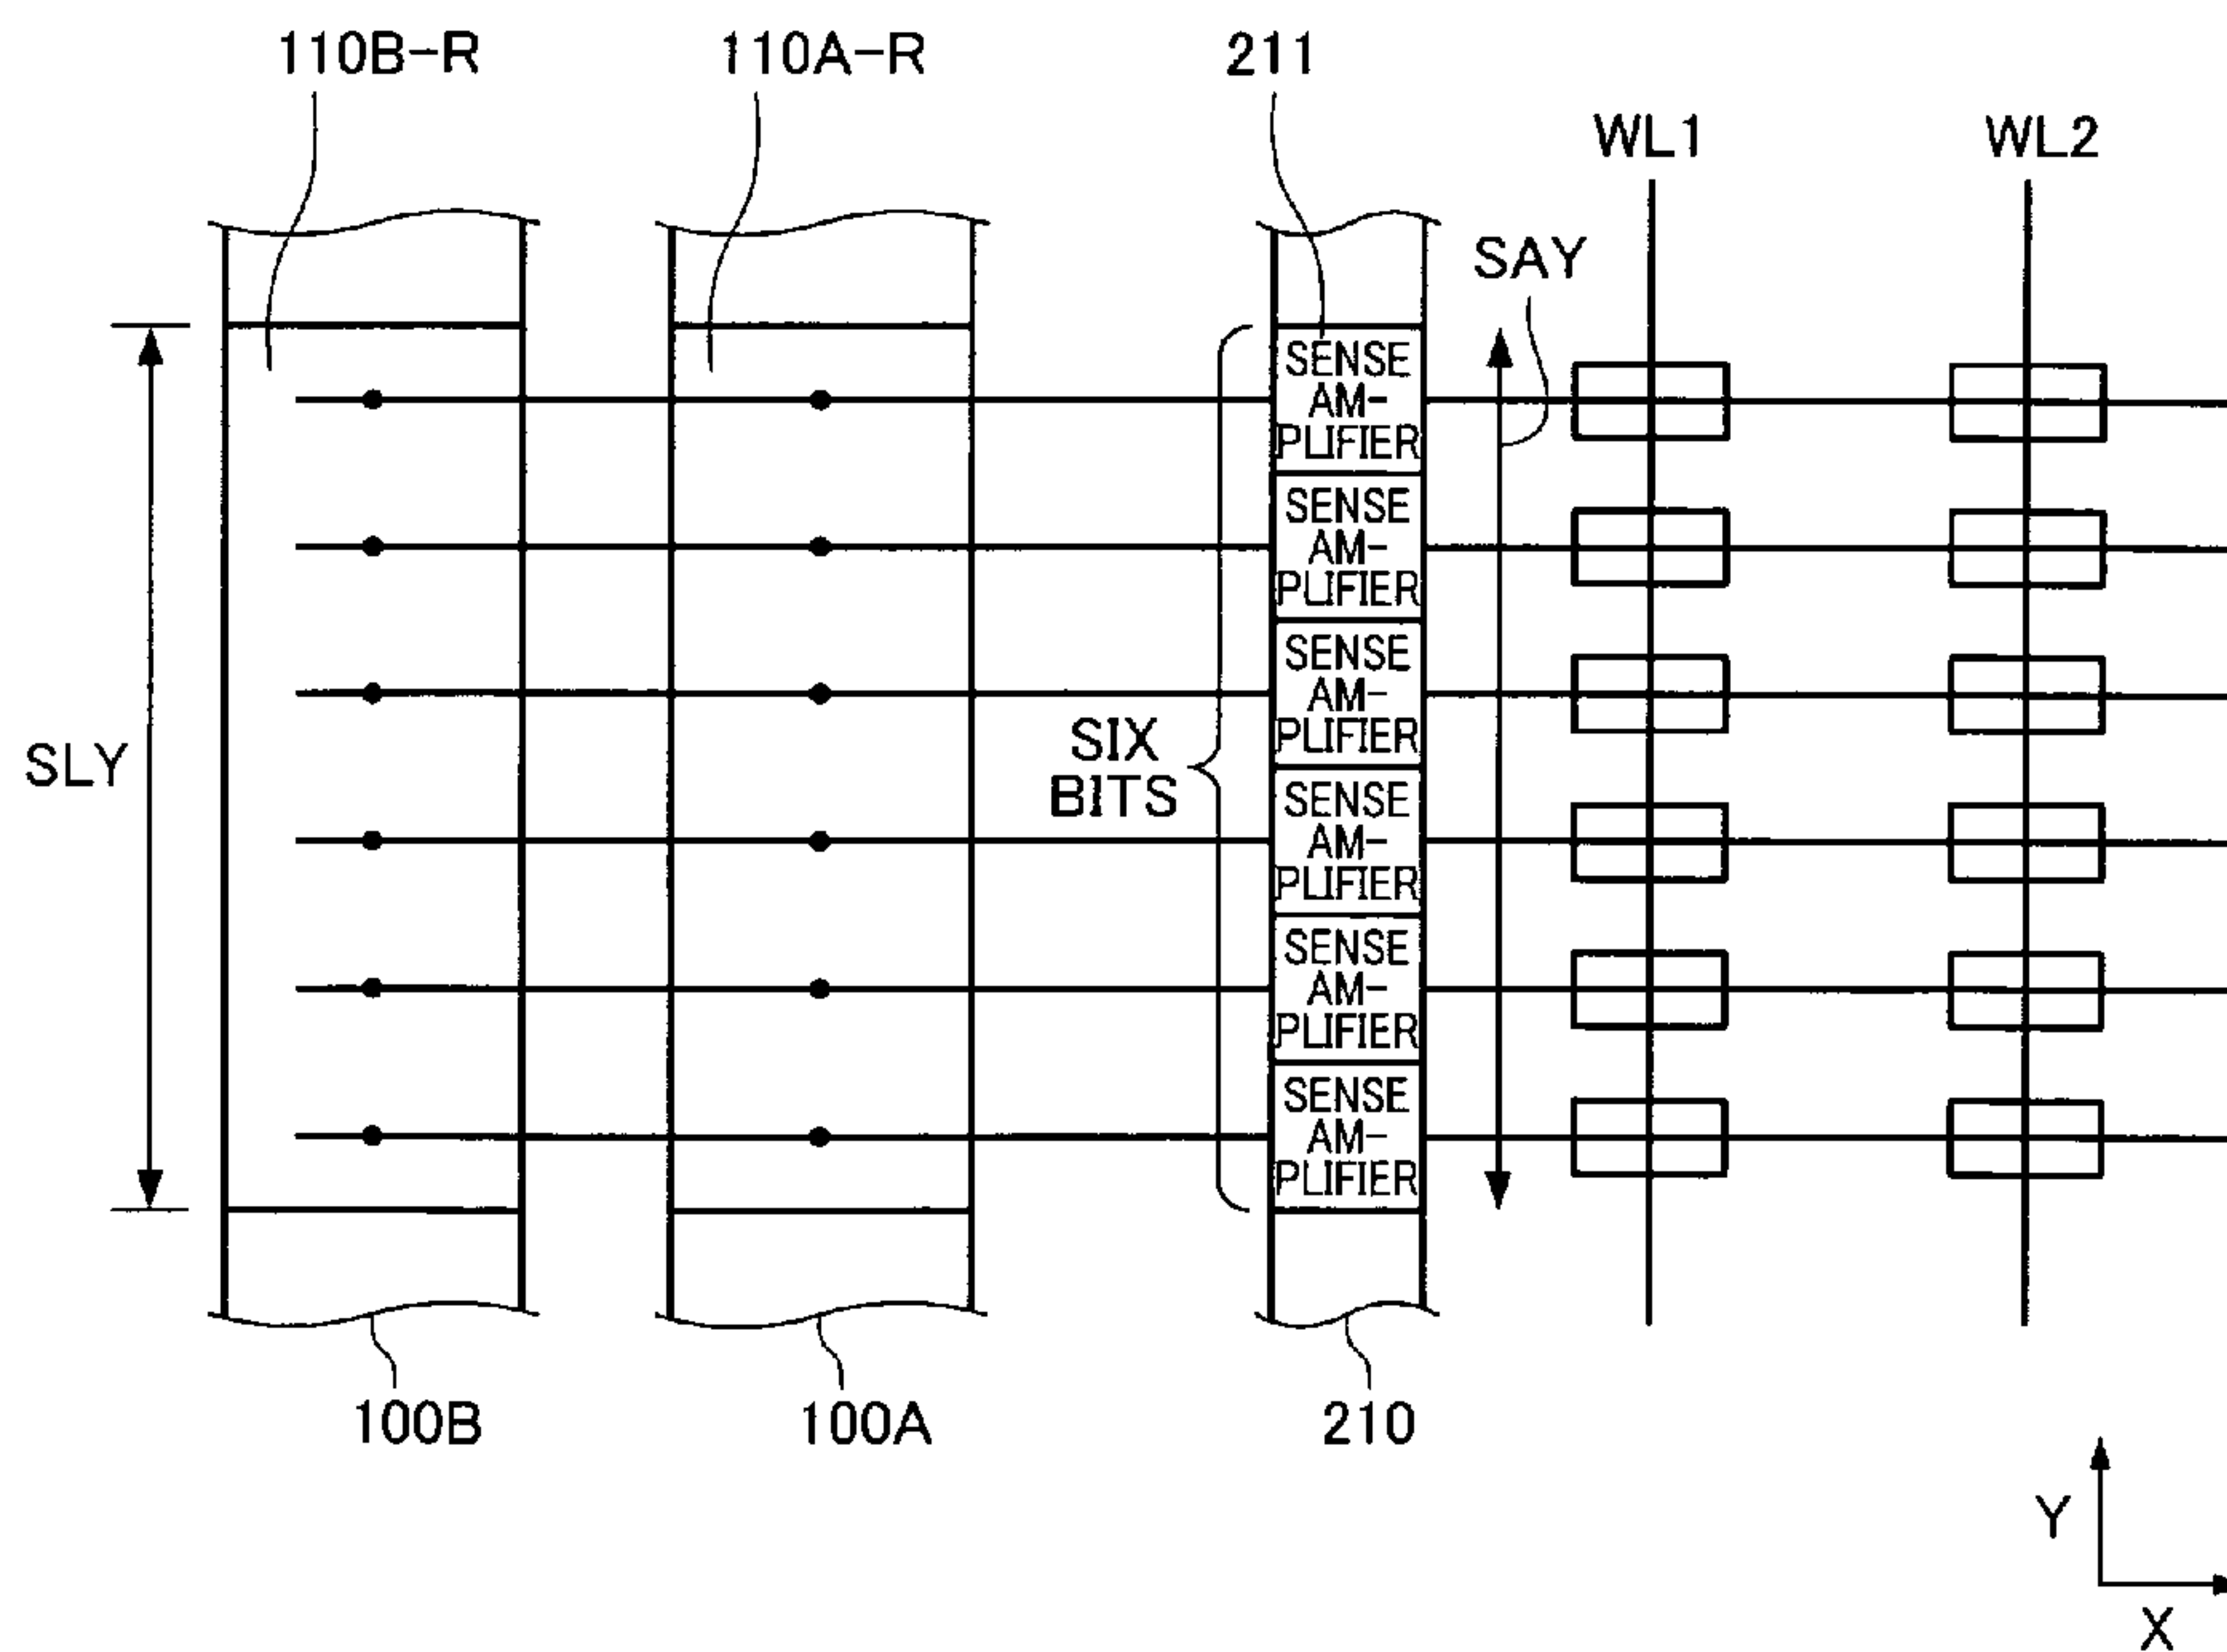 110B-R
110A-R
211
WL1
WL2
SAY
SENSE
AM-
PLIFIER
SENSE
AM-
PLIFIER
SENSE
AM-
PLIFIER
SLY
SIX
BITS
SENSE
AM-
PLIFIER
SENSE
AM-
PLIFIER
SENSE
AM-
PLIFIER
100B
100A
210
Y
X